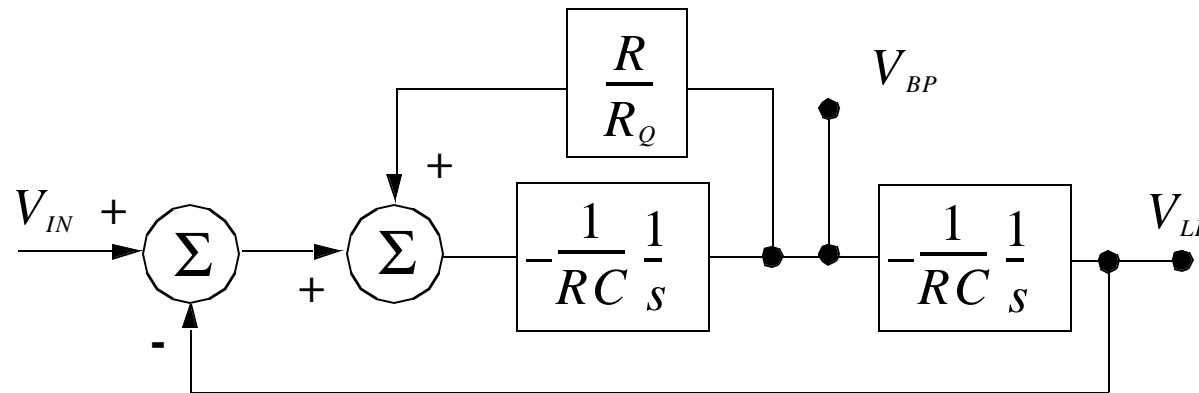 R
R_Q
V_BP
+
V_IN
+
Σ
+
Σ
-1/RC 1/s
-1/RC 1/s
-